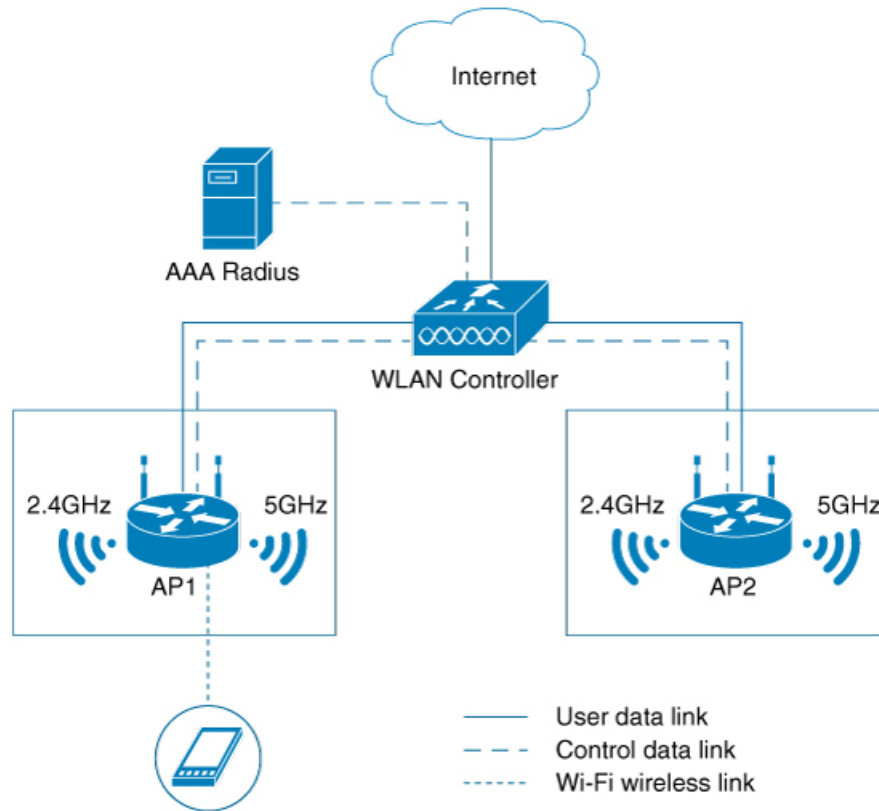 Internet
AAA Radius
WLAN Controller
2.4GHz
5GHz
AP1
2.4GHz
5GHz
AP2
User data link
Control data link
Wi-Fi wireless link